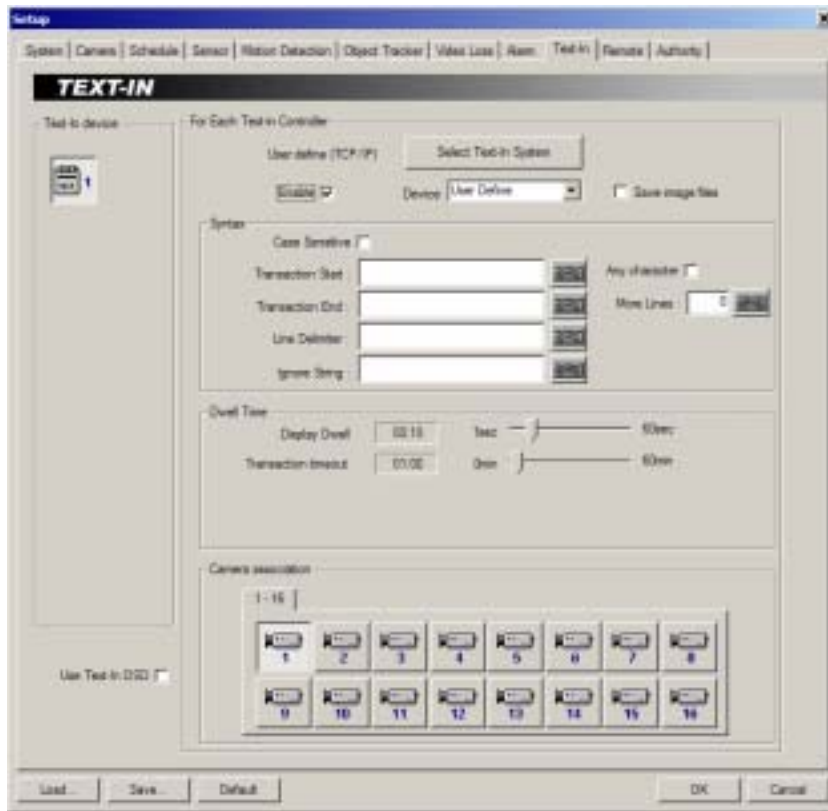 Setup
System | Camera | Schedule | Sensor | Motion Detection | Object Tracker | Video Loss | Alarm Text-In | Remote | Authority |
TEXT-IN
Text-In device
1
For Each Text-in Controller
User define (TCP/IP) Select Text-In System
Enable Device User Define Save image files
Syntax
Case Sensitive
Transaction Start Any character
Transaction End More Lines 0
Line Delimiter
Ignore String
Dwell Time
Display Dwell 00:10 1sec 60sec
Transaction timeout 01:00 0min 60min
Camera association
1 - 16
1 2 3 4 5 6 7 8
9 10 11 12 13 14 15 16
Use Text-In OSD
Load... Save... Default OK Cancel